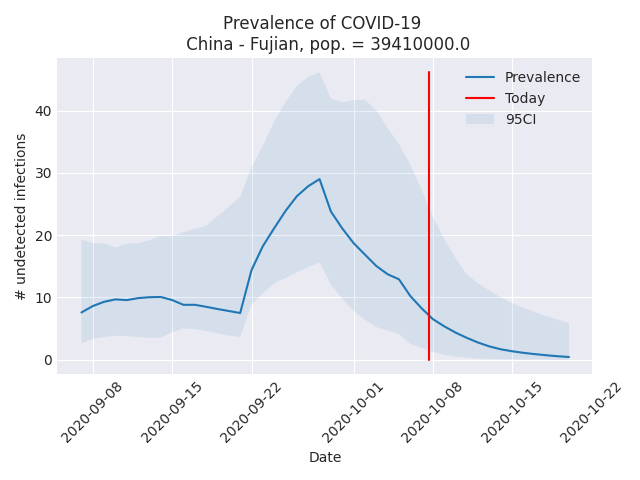 Prevalence of COVID-19
China - Fujian, pop. = 39410000.0
Prevalence
Today
95CI
# undetected infections
40
30
20
10
0
2020-09-08
2020-09-15
2020-09-22
2020-10-01
2020-10-08
2020-10-15
2020-10-22
Date